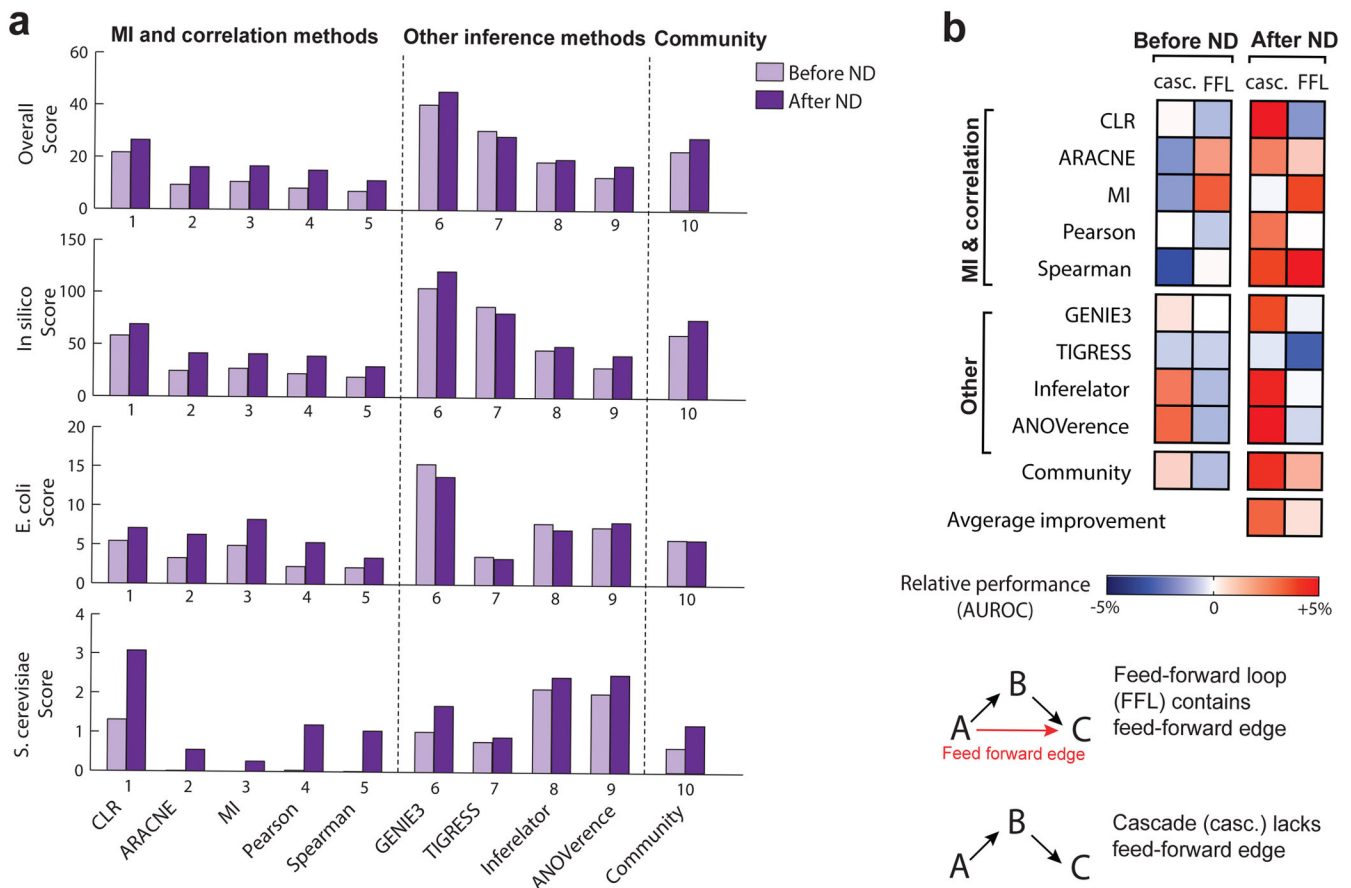 a
MI and correlation methods
Other inference methods
Community
Before ND
After ND
Overall
Score
60
40
20
0
1
2
3
4
5
6
7
8
9
10
In silico
Score
150
100
50
0
1
2
3
4
5
6
7
8
9
10
E. coli
Score
20
15
10
5
0
1
2
3
4
5
6
7
8
9
10
S. cerevisiae
Score
4
3
2
1
0
1
2
3
4
5
6
7
8
9
10
CLR
ARACNE
MI
Pearson
Spearman
GENIE3
TIGRESS
Inferelator
ANOVerence
Community
b
Before ND
After ND
casc.
FFL
casc.
FFL
MI & correlation
CLR
ARACNE
MI
Pearson
Spearman
Other
GENIE3
TIGRESS
Inferelator
ANOVerence
Community
Avgerage improvement
Relative performance
(AUROC)
-5%
0
+5%
A
B
C
Feed forward edge
Feed-forward loop
(FFL) contains
feed-forward edge
A
B
C
Cascade (casc.) lacks
feed-forward edge